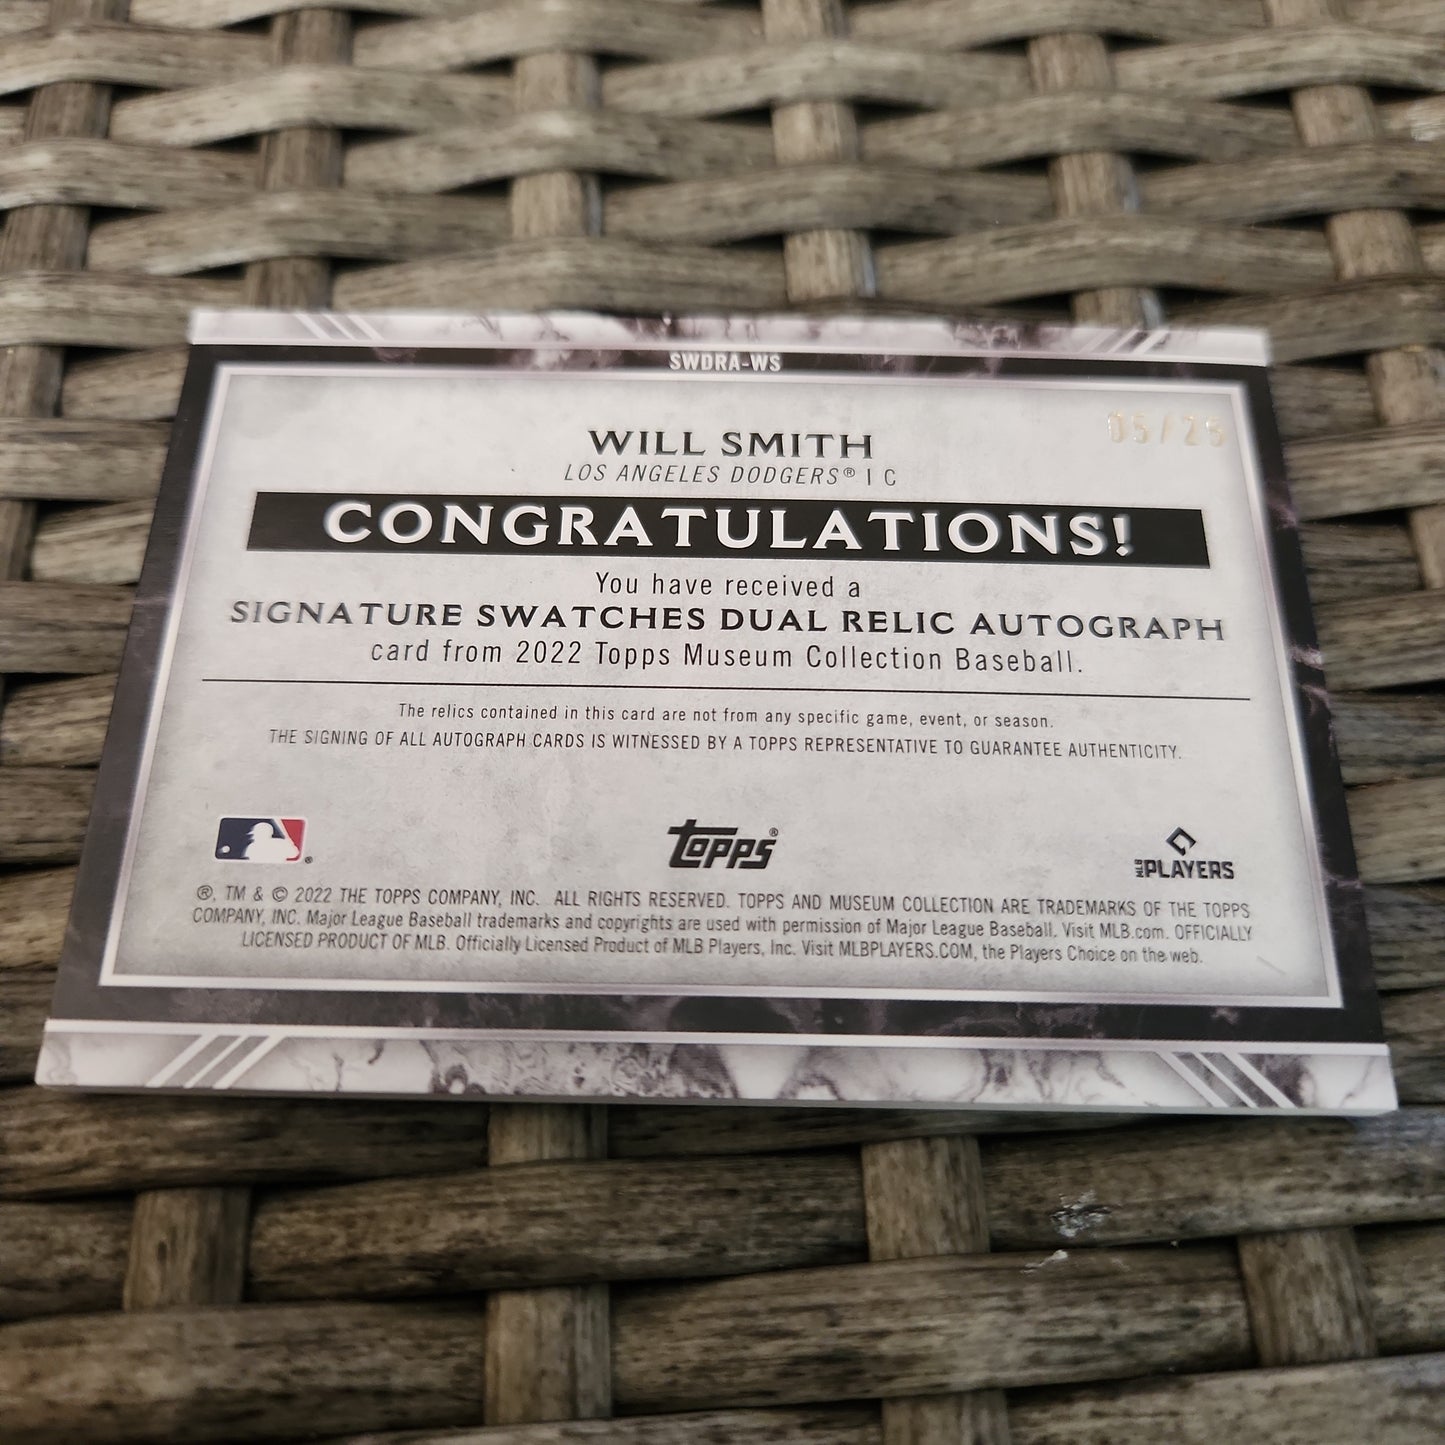 SWDRA-WS
05/25
WILL SMITH
LOS ANGELES DODGERS® | C
CONGRATULATIONS!
You have received a
SIGNATURE SWATCHES DUAL RELIC AUTOGRAPH
card from 2022 Topps Museum Collection Baseball.
The relics contained in this card are not from any specific game, event, or season.
THE SIGNING OF ALL AUTOGRAPH CARDS IS WITNESSED BY A TOPPS REPRESENTATIVE TO GUARANTEE AUTHENTICITY.
®
Topps®
MLB PLAYERS
®, TM & © 2022 THE TOPPS COMPANY, INC. ALL RIGHTS RESERVED. TOPPS AND MUSEUM COLLECTION ARE TRADEMARKS OF THE TOPPS
COMPANY, INC. Major League Baseball trademarks and copyrights are used with permission of Major League Baseball. Visit MLB.com. OFFICIALLY
LICENSED PRODUCT OF MLB. Officially Licensed Product of MLB Players, Inc. Visit MLBPLAYERS.COM, the Players Choice on the web.